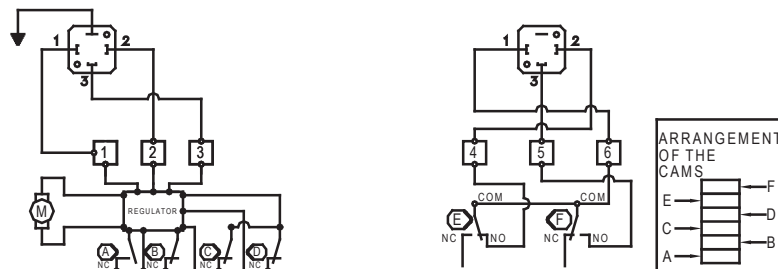 1 2
3
1 2
3
1 2 3
4 5 6
ARRANGEMENT
OF THE
CAMS
F
E
D
C
B
A
M
REGULATOR
COM COM
E F
NC NO NC NO
A B C D
NC NC NC NC